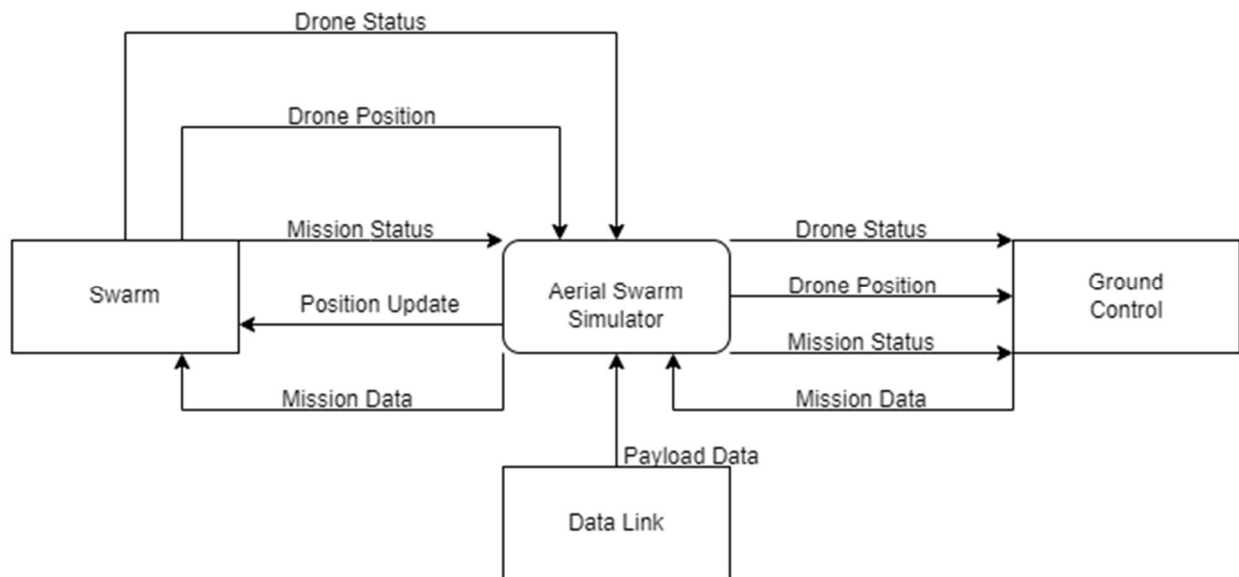 Drone Status
Drone Position
Mission Status
Drone Status
Swarm
Position Update
Aerial Swarm
Simulator
Drone Position
Ground
Control
Mission Status
Mission Data
Mission Data
Payload Data
Data Link